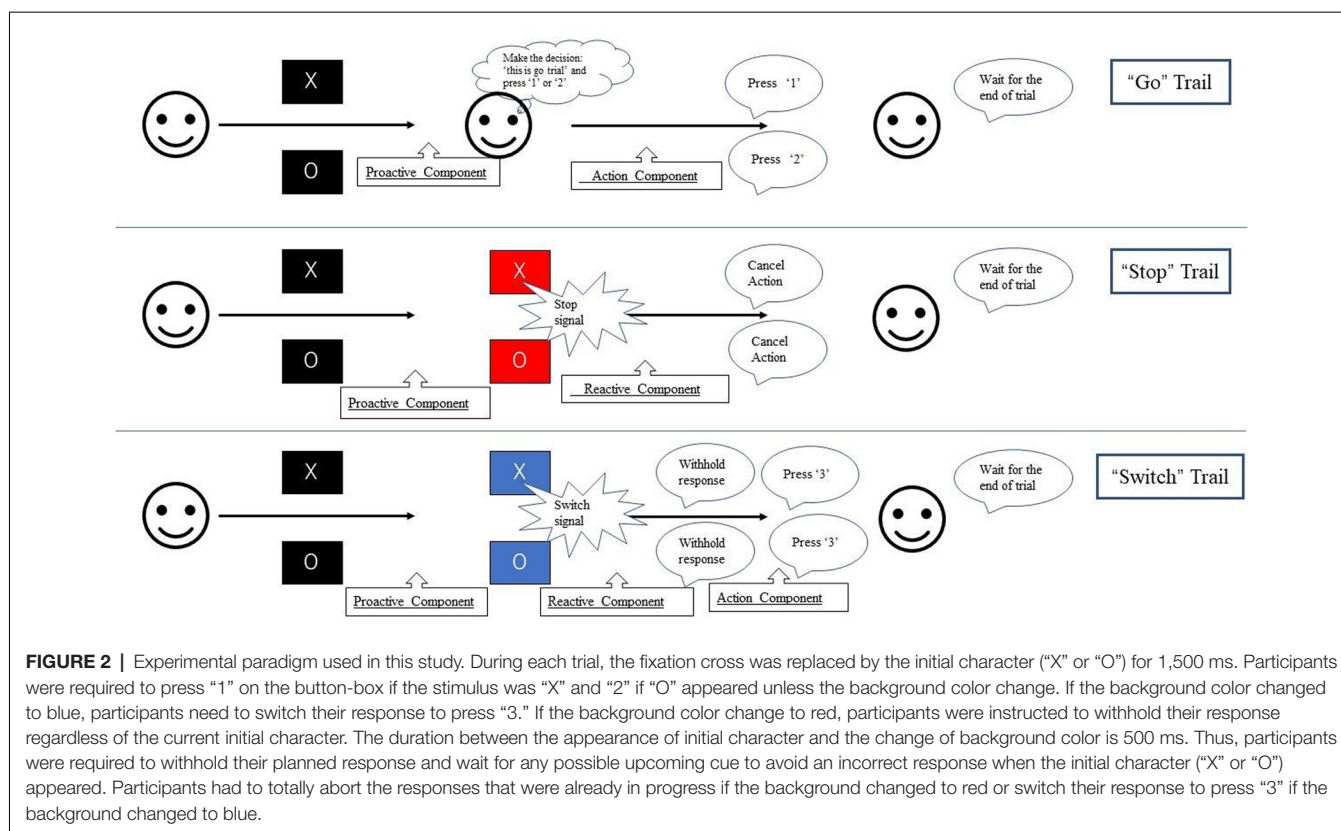 X
O
Proactive Component
Make the decision:
‘this is go trial’ and
press ‘1’ or ‘2’
Action Component
Press ‘1’
Press ‘2’
Wait for the
end of trial
“Go” Trail
X
O
Proactive Component
X
O
Stop
signal
Reactive Component
Cancel
Action
Cancel
Action
Wait for the
end of trial
“Stop” Trail
X
O
Proactive Component
X
O
Switch
signal
Reactive Component
Withhold
response
Withhold
response
Press ‘3’
Press ‘3’
Action Component
Wait for the
end of trial
“Switch” Trail
FIGURE 2 | Experimental paradigm used in this study. During each trial, the fixation cross was replaced by the initial character (“X” or “O”) for 1,500 ms. Participants
were required to press “1” on the button-box if the stimulus was “X” and “2” if “O” appeared unless the background color change. If the background color changed
to blue, participants need to switch their response to press “3.” If the background color change to red, participants were instructed to withhold their response
regardless of the current initial character. The duration between the appearance of initial character and the change of background color is 500 ms. Thus, participants
were required to withhold their planned response and wait for any possible upcoming cue to avoid an incorrect response when the initial character (“X” or “O”)
appeared. Participants had to totally abort the responses that were already in progress if the background changed to red or switch their response to press “3” if the
background changed to blue.